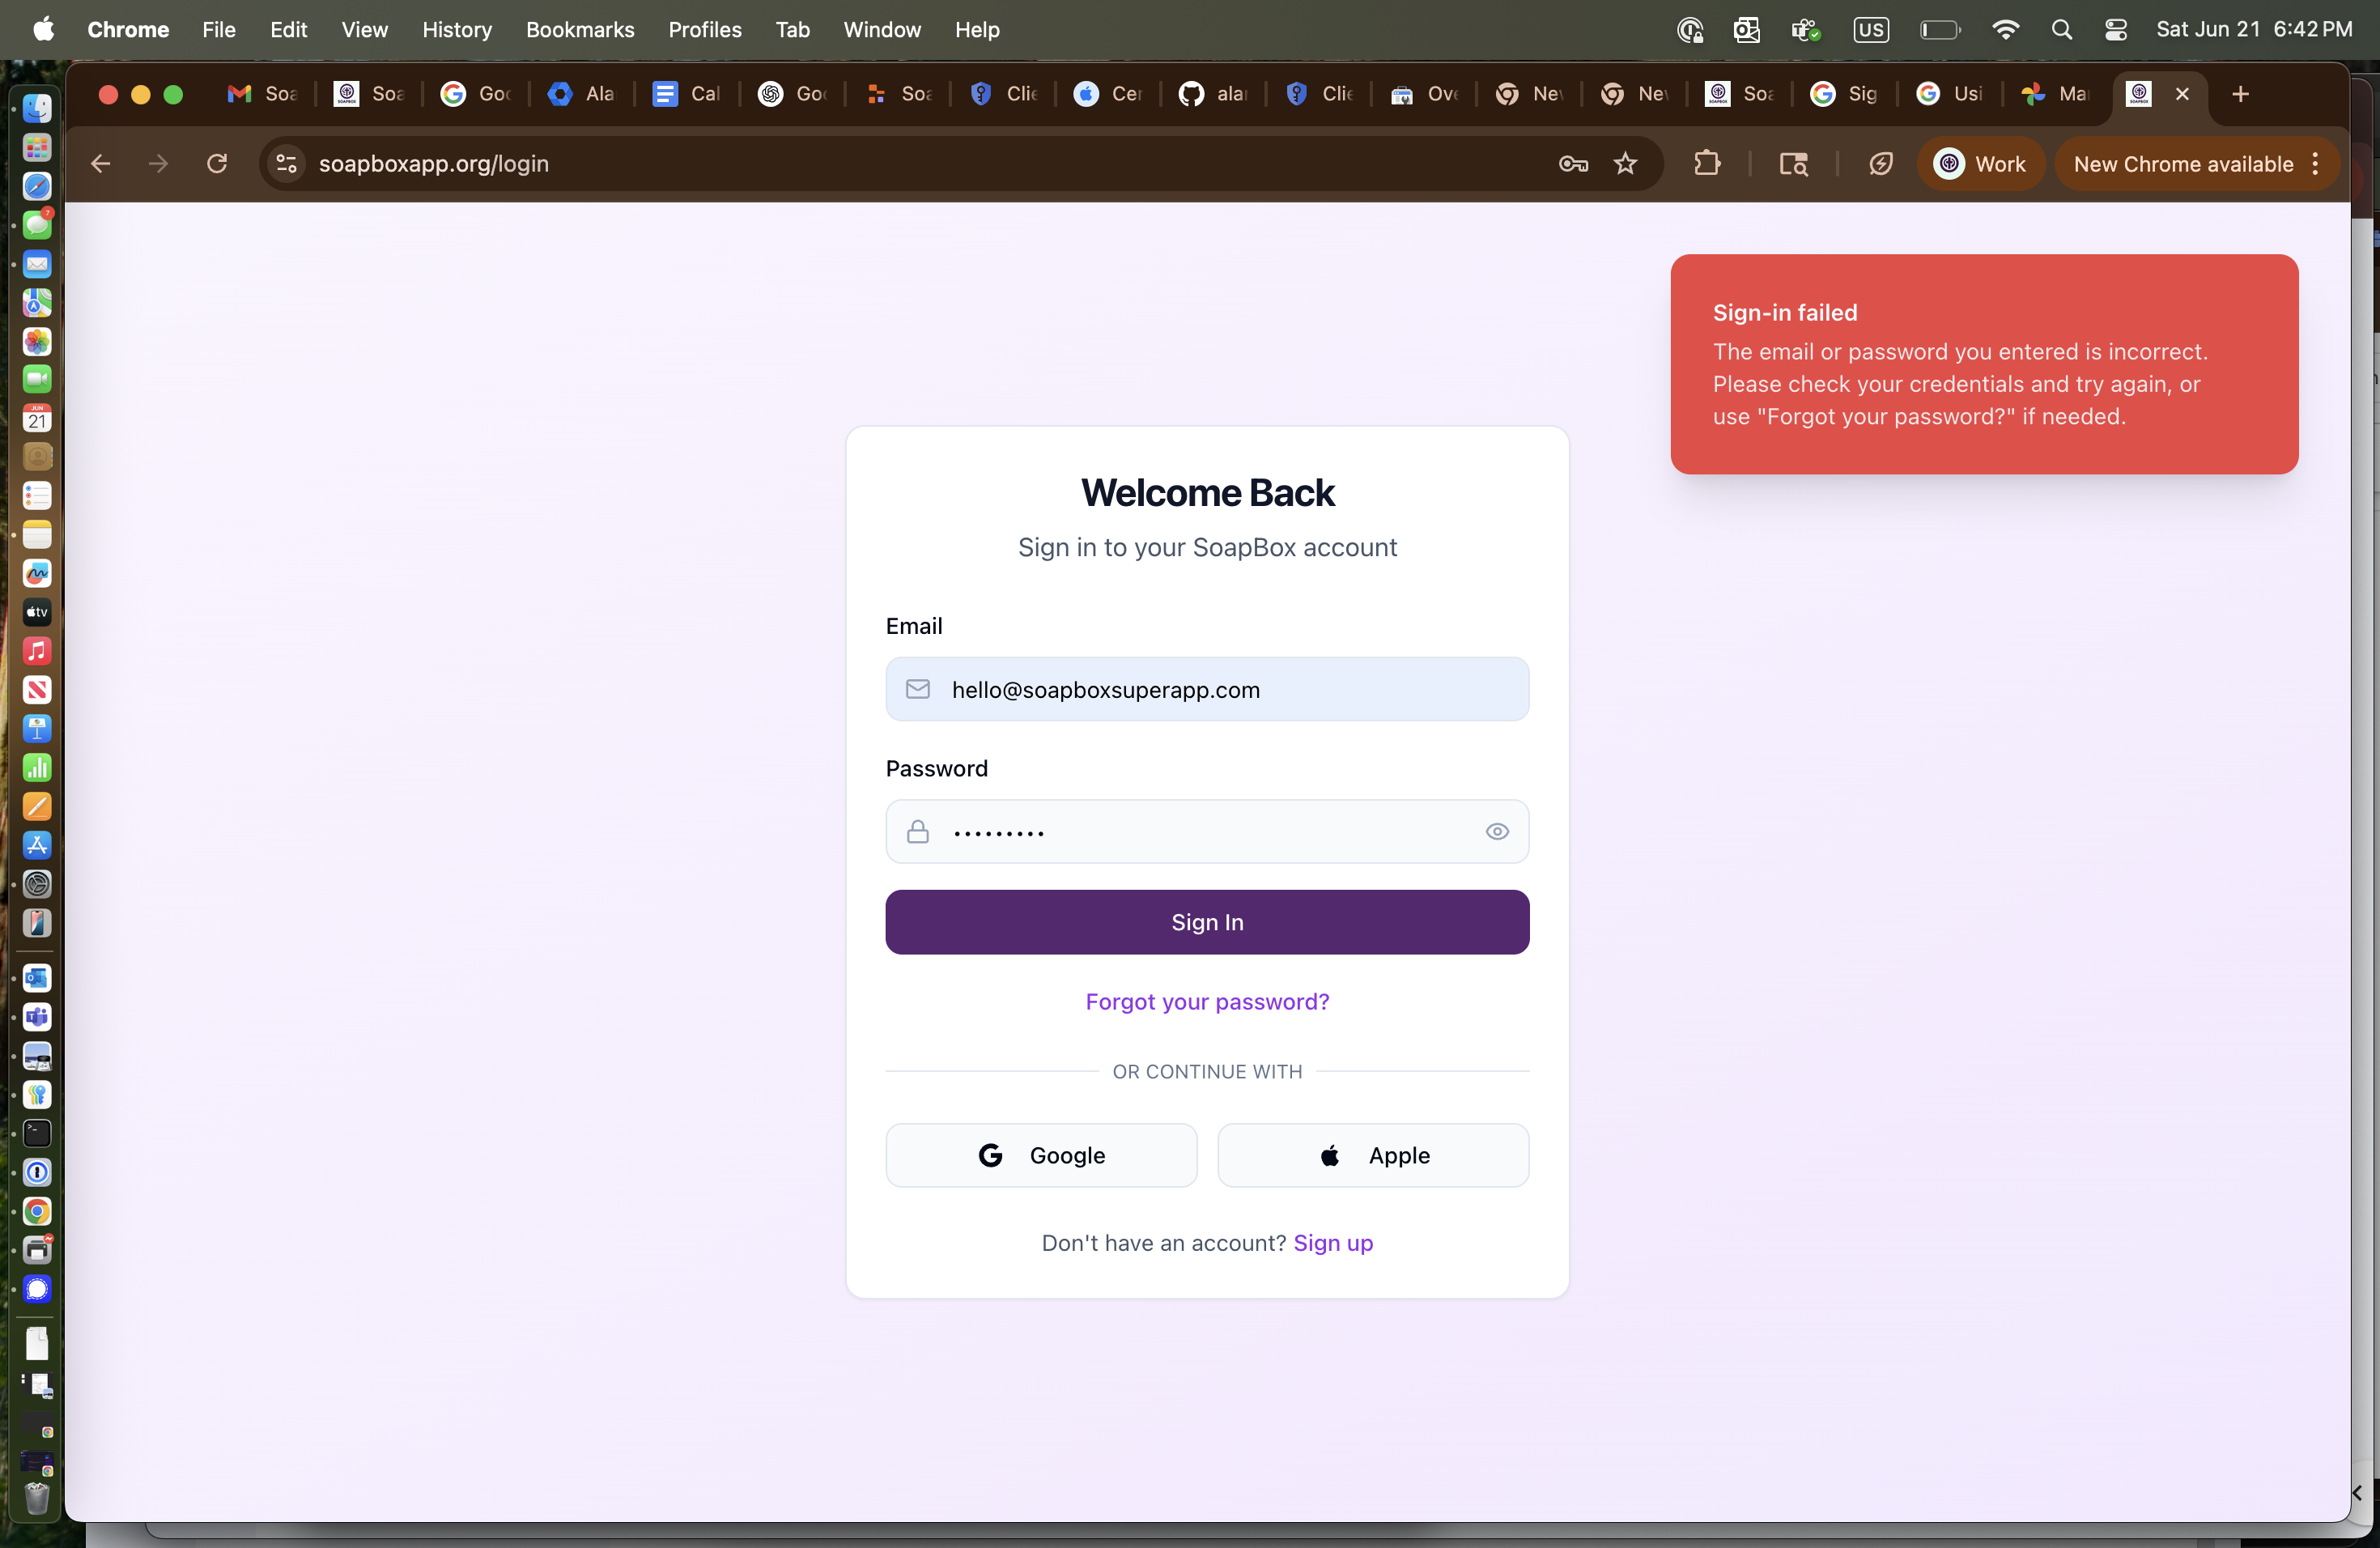 Chrome File Edit View History Bookmarks Profiles Tab Window Help
US Sat Jun 21 6:42 PM
Soa Soa Goo Ala Cal Goo Soa Clie Cer alar Clie Ove Nev Nev Soa Sig Usi Mai
soapboxapp.org/login
Work
New Chrome available
Sign-in failed
The email or password you entered is incorrect.
Please check your credentials and try again, or
use "Forgot your password?" if needed.
Welcome Back
Sign in to your SoapBox account
Email
hello@soapboxsuperapp.com
Password
•••••••••
Sign In
Forgot your password?
OR CONTINUE WITH
Google
Apple
Don't have an account? Sign up
7
JUN
21
tv